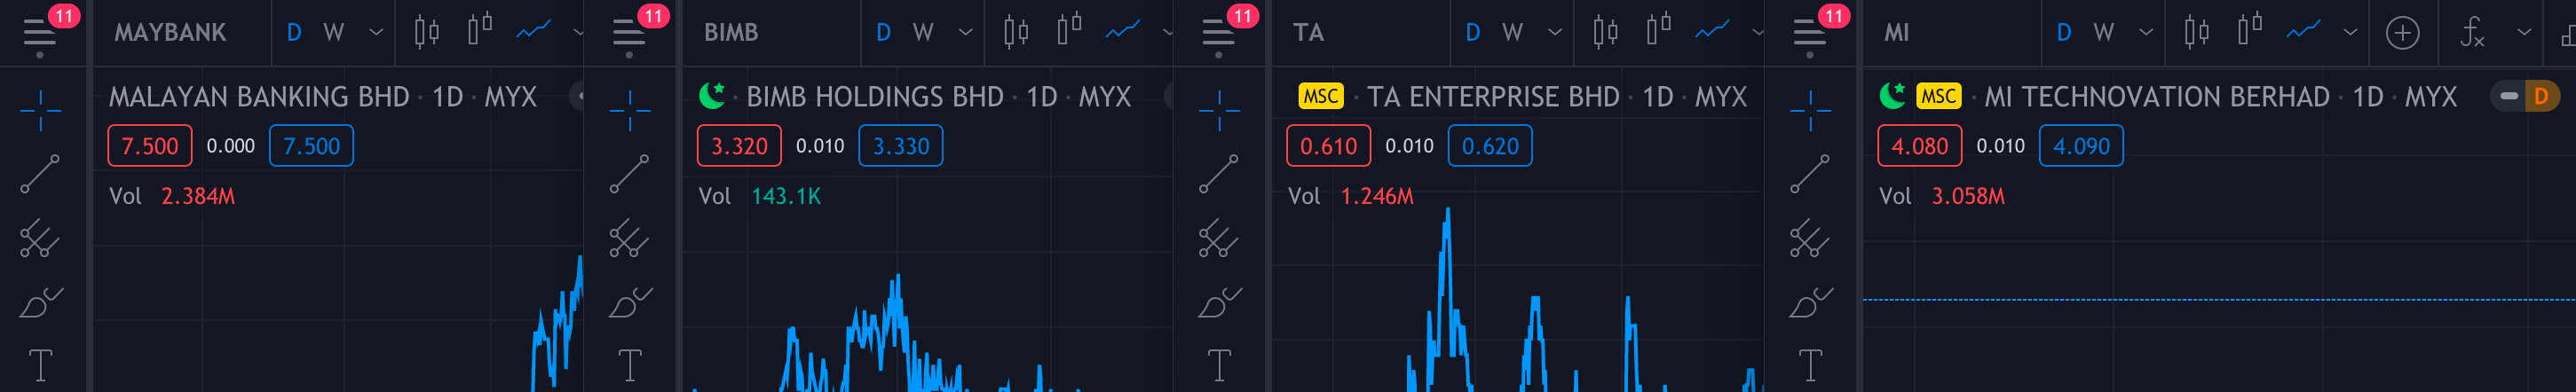 11
MAYBANK D W
MALAYAN BANKING BHD · 1D · MYX
7.500 0.000 7.500
Vol 2.384M
T
11
BIMB D W
· BIMB HOLDINGS BHD · 1D · MYX
3.320 0.010 3.330
Vol 143.1K
T
11
TA D W
MSC · TA ENTERPRISE BHD · 1D · MYX
0.610 0.010 0.620
Vol 1.246M
T
11
MI D W fx
MSC · MI TECHNOVATION BERHAD · 1D · MYX D
4.080 0.010 4.090
Vol 3.058M
T